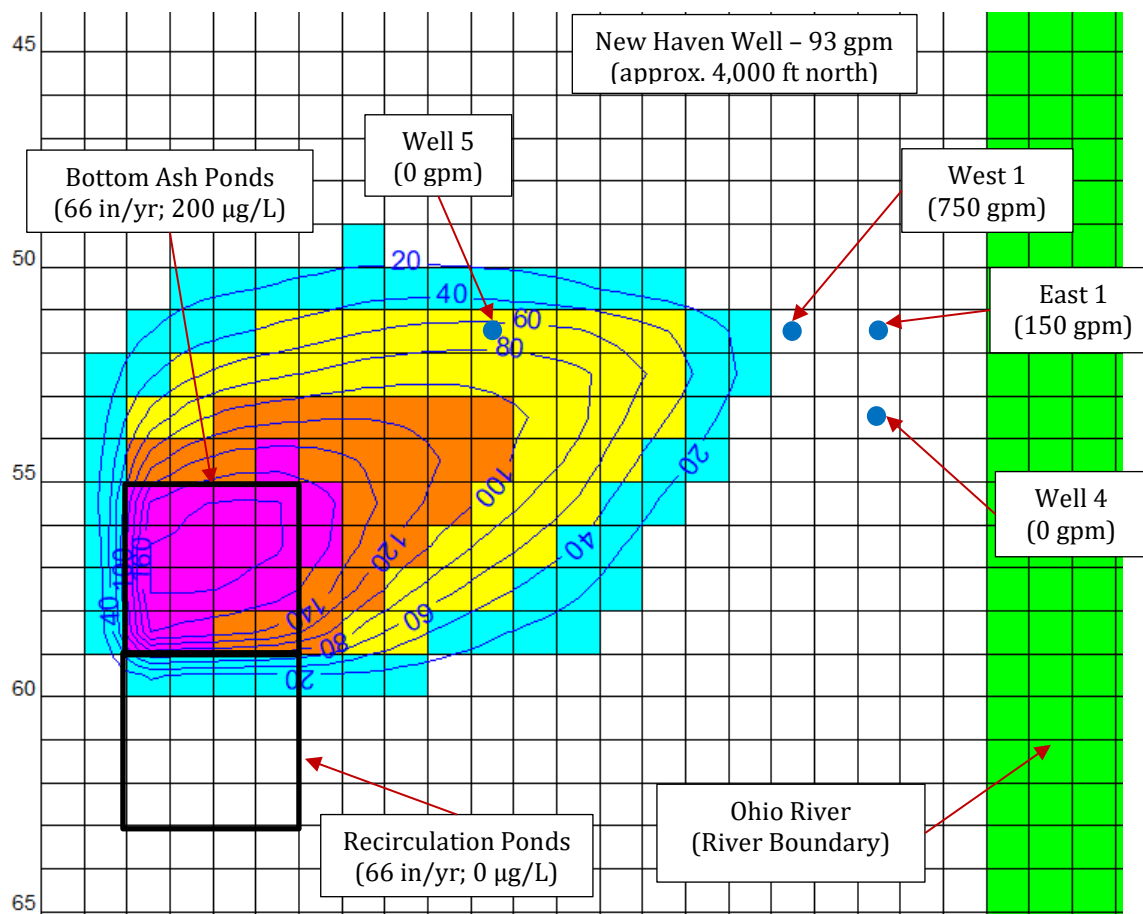 45
New Haven Well – 93 gpm
(approx. 4,000 ft north)
Well 5
(0 gpm)
Bottom Ash Ponds
(66 in/yr; 200 µg/L)
West 1
(750 gpm)
50
20
40
60
80
East 1
(150 gpm)
Well 4
(0 gpm)
55
20
100
120
40
160
40
140
60
80
20
60
Recirculation Ponds
(66 in/yr; 0 µg/L)
Ohio River
(River Boundary)
65